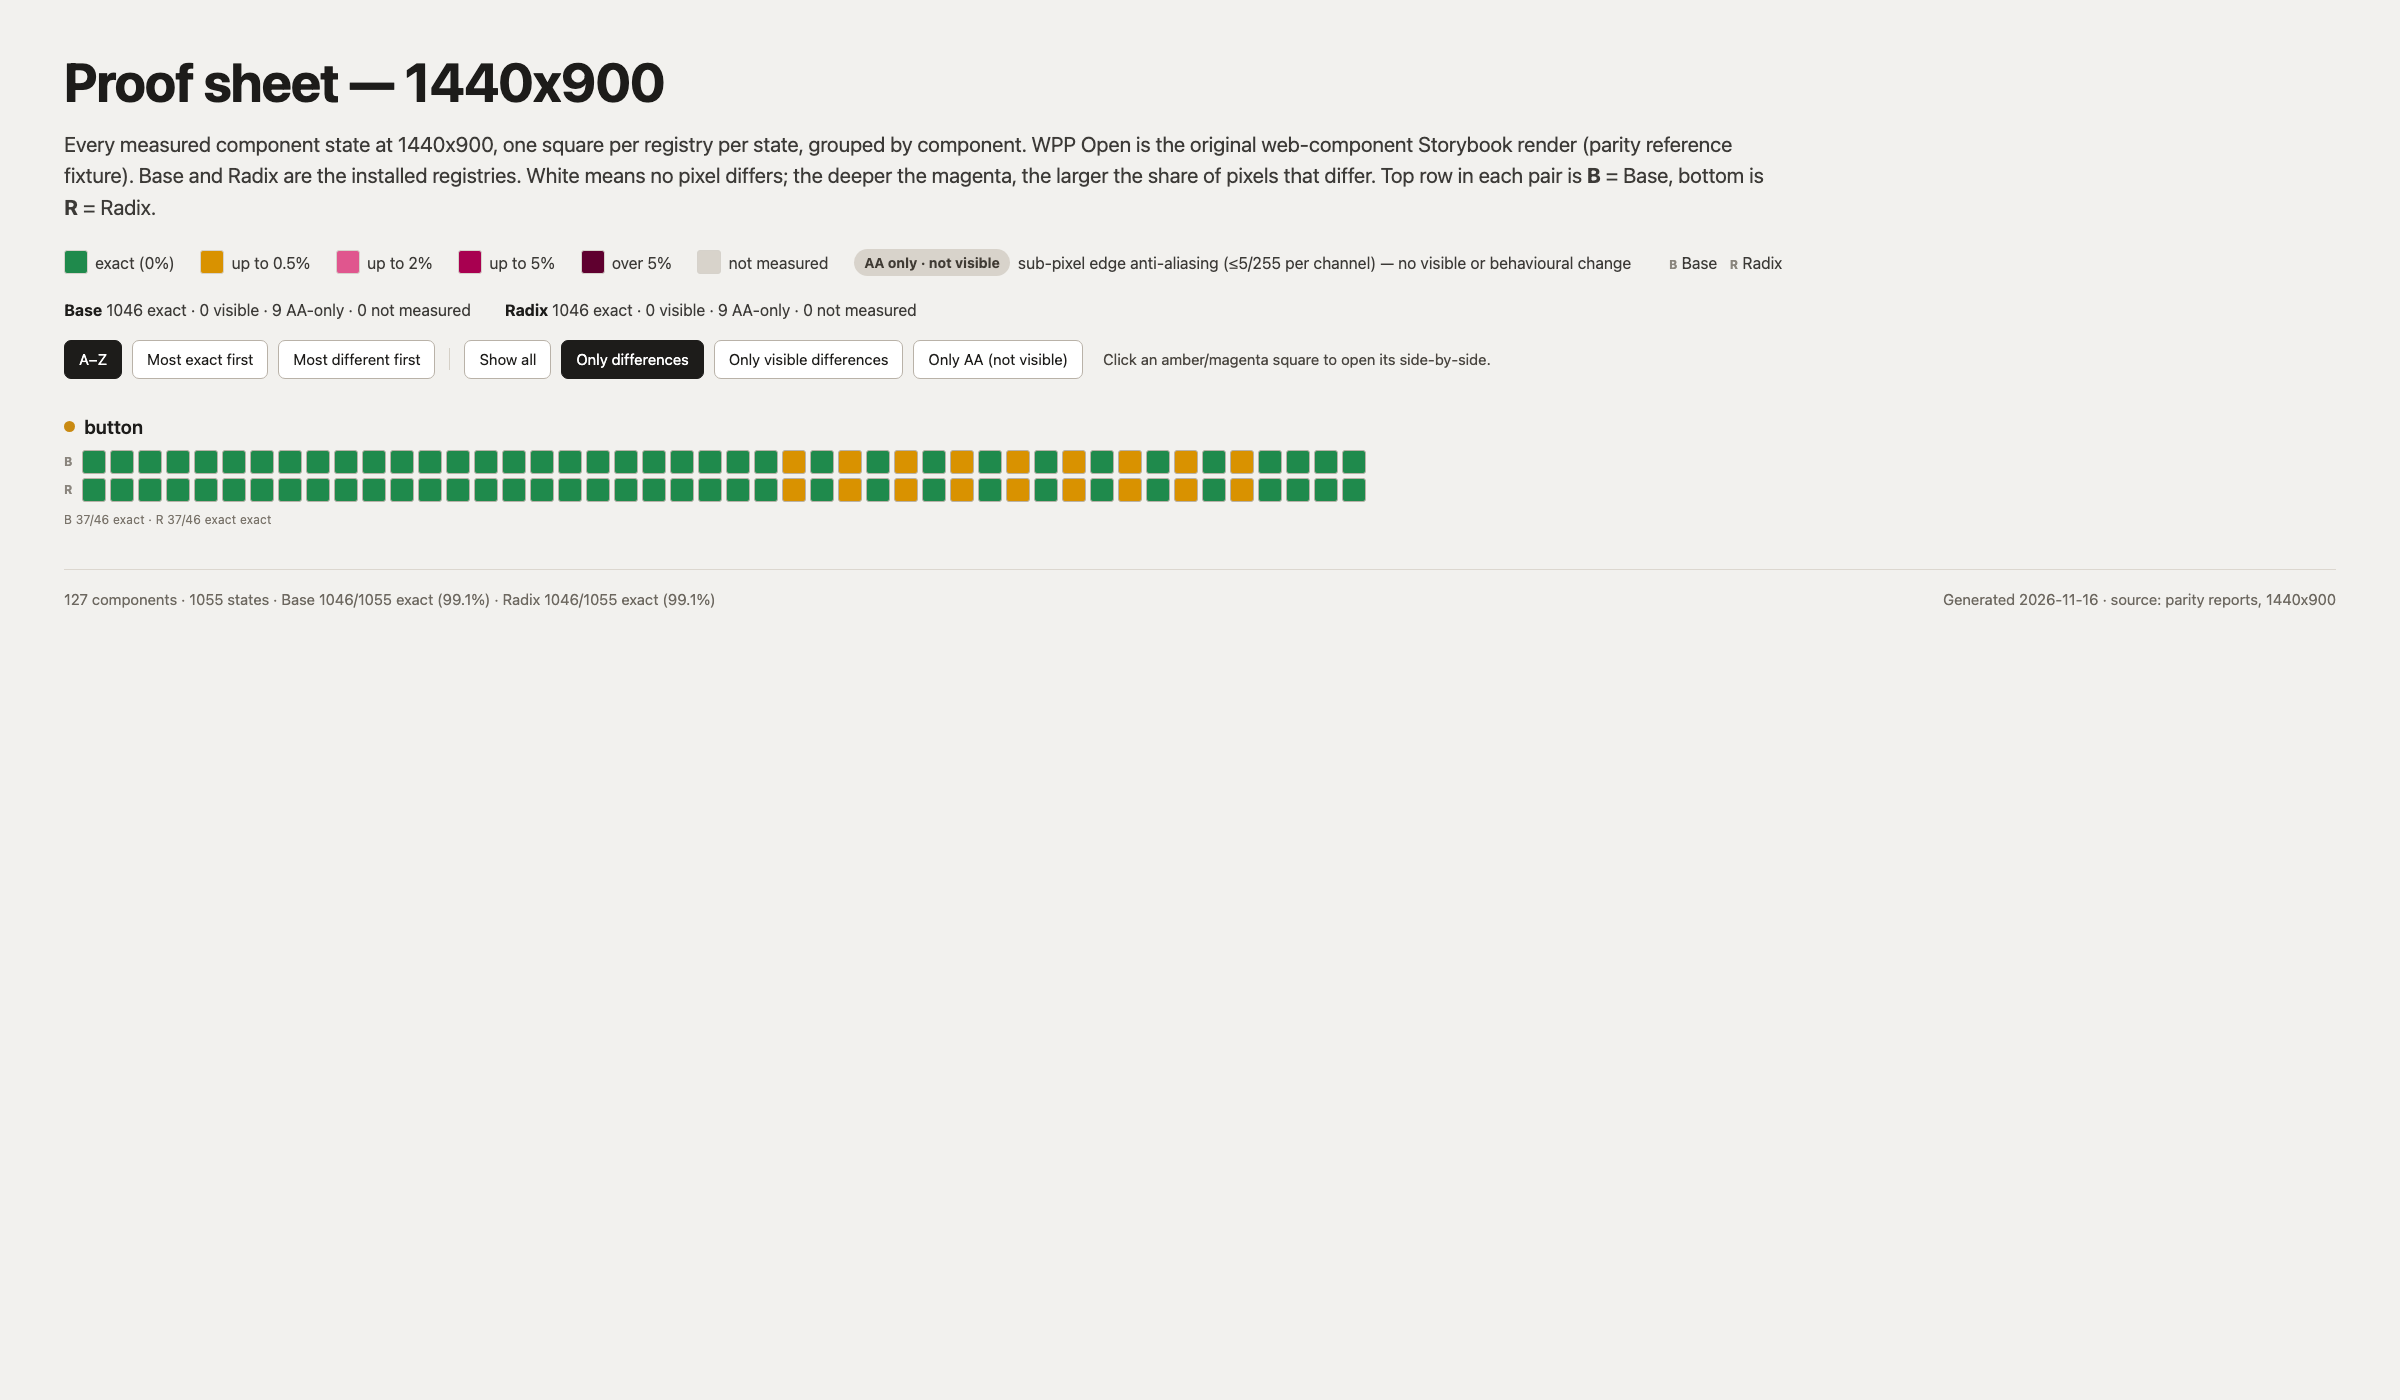 Proof sheet — 1440x900
Every measured component state at 1440x900, one square per registry per state, grouped by component. WPP Open is the original web-component Storybook render (parity reference
fixture). Base and Radix are the installed registries. White means no pixel differs; the deeper the magenta, the larger the share of pixels that differ. Top row in each pair is B = Base, bottom is
R = Radix.
exact (0%) up to 0.5% up to 2% up to 5% over 5% not measured AA only · not visible sub-pixel edge anti-aliasing (≤5/255 per channel) — no visible or behavioural change B Base R Radix
Base 1046 exact · 0 visible · 9 AA-only · 0 not measured Radix 1046 exact · 0 visible · 9 AA-only · 0 not measured
A–Z Most exact first Most different first Show all Only differences Only visible differences Only AA (not visible) Click an amber/magenta square to open its side-by-side.
button
B
R
B 37/46 exact · R 37/46 exact exact
127 components · 1055 states · Base 1046/1055 exact (99.1%) · Radix 1046/1055 exact (99.1%) Generated 2026-11-16 · source: parity reports, 1440x900